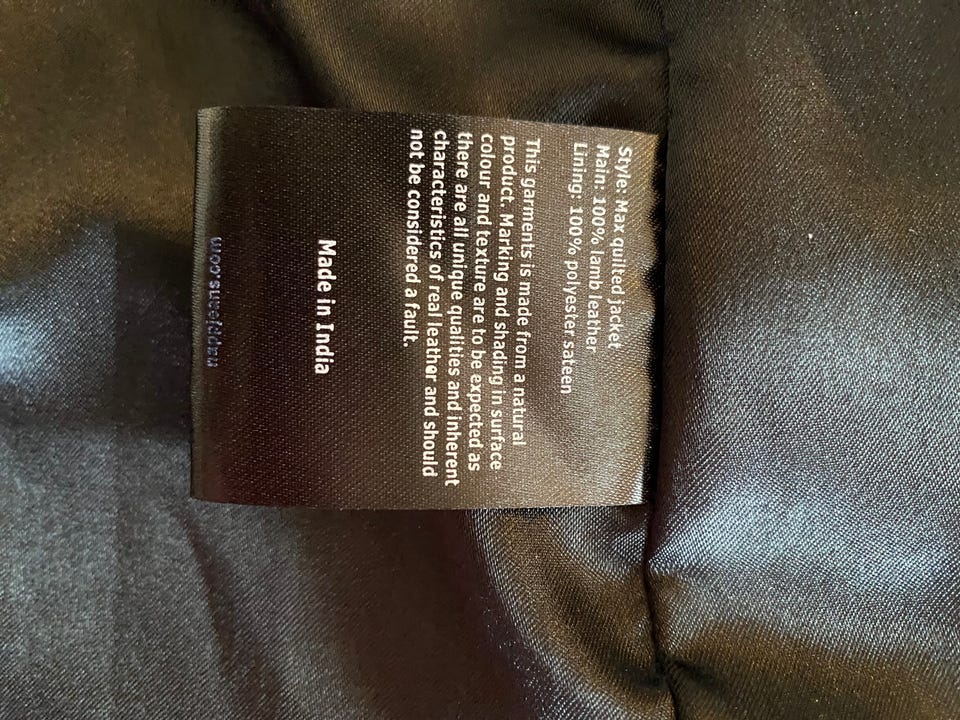 Style: Max quilted jacket
Main: 100% lamb leather
Lining: 100% polyester sateen
This garments is made from a natural
product. Marking and shading in surface
colour and texture are to be expected as
there are all unique qualities and inherent
characteristics of real leather and should
not be considered a fault.
Made in India